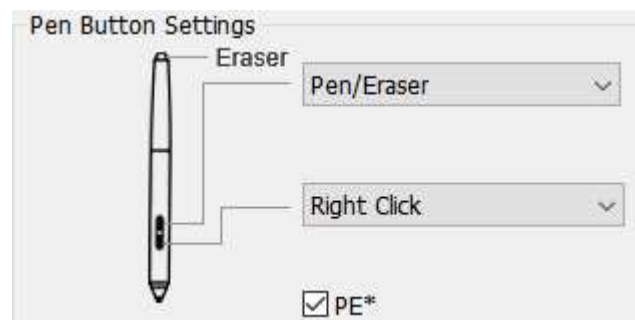 Pen Button Settings
Eraser
Pen/Eraser
Right Click
PE*